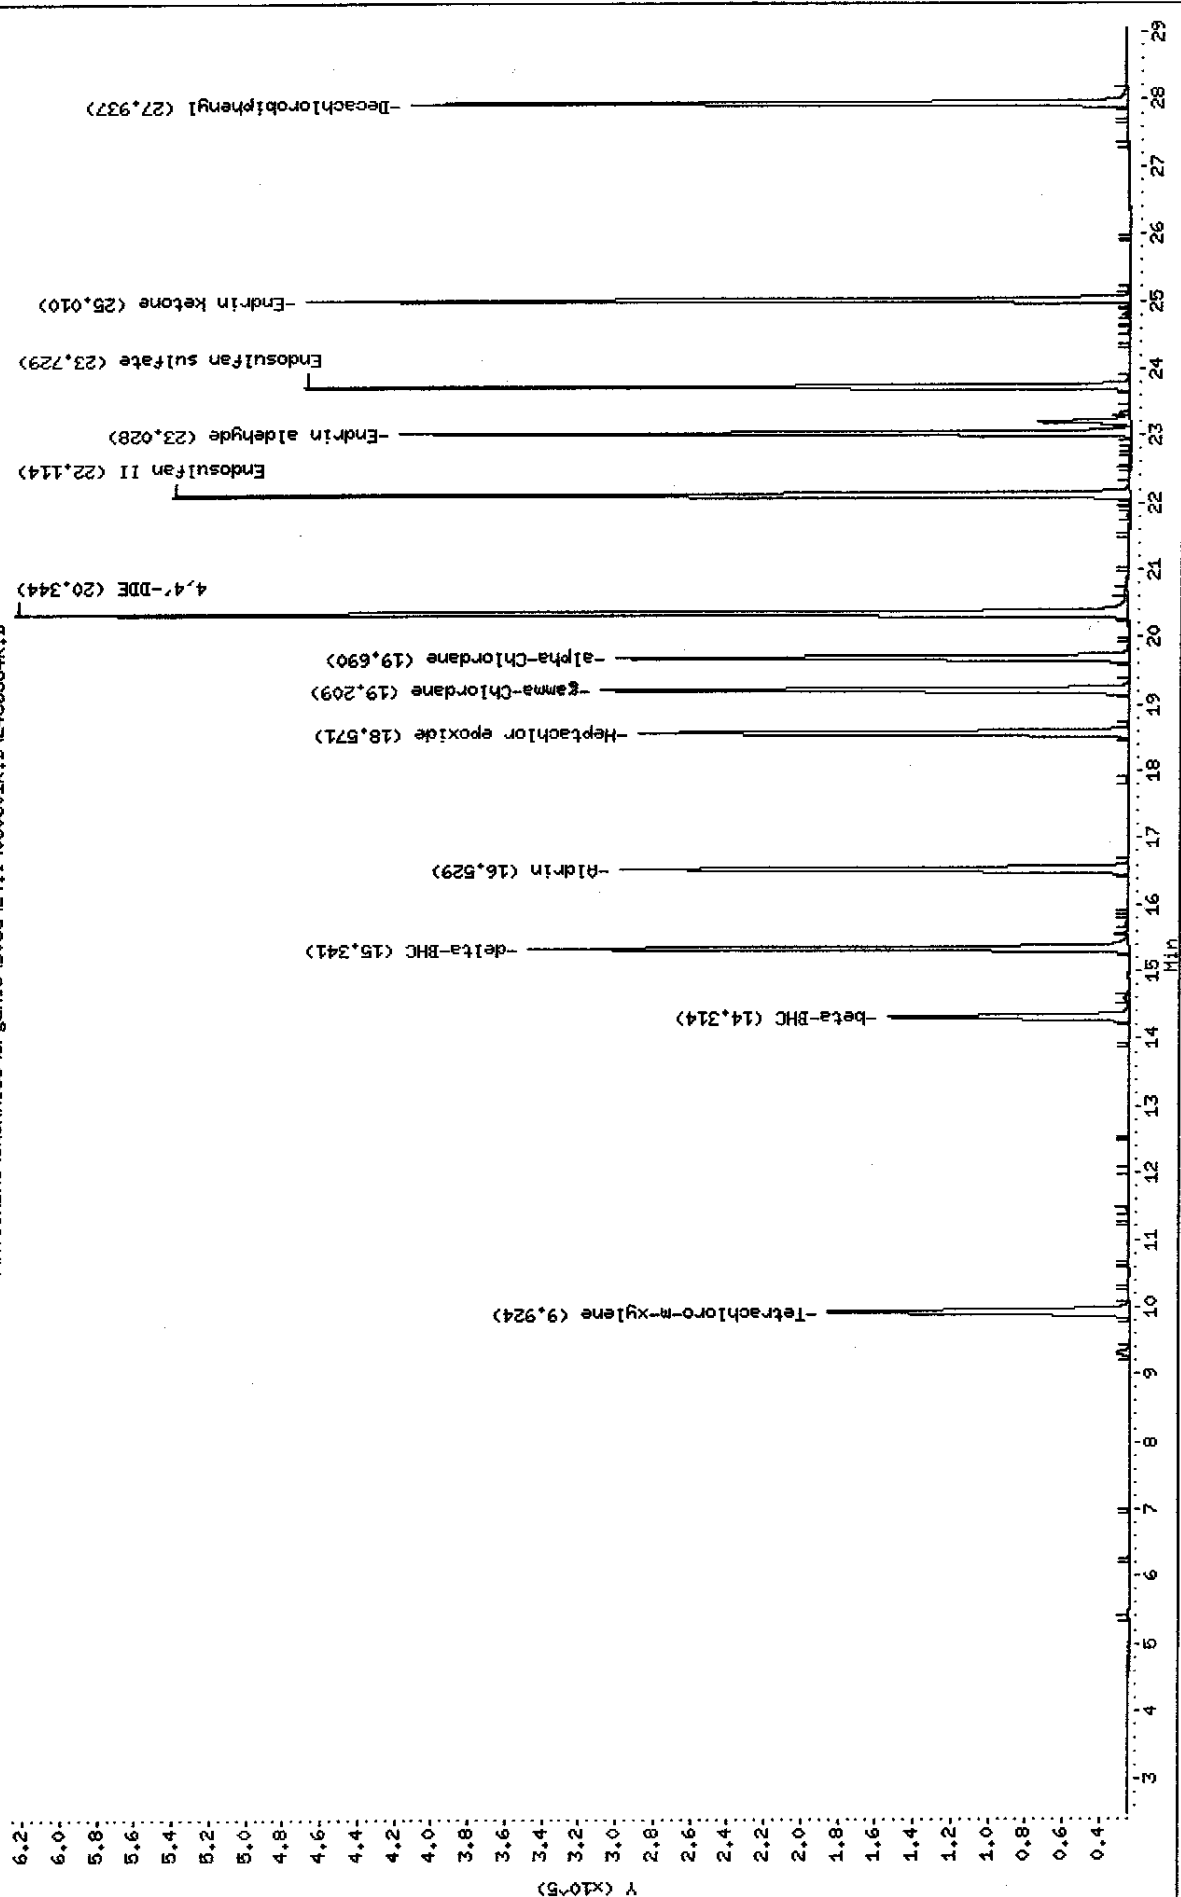 6.2
6.0
5.8
5.6
5.4
5.2
5.0
4.8
4.6
4.4
4.2
4.0
3.8
3.6
3.4
3.2
3.0
2.8
2.6
2.4
2.2
2.0
1.8
1.6
1.4
1.2
1.0
0.8
0.6
0.4
Y (x10^5)
-Tetrachloro-m-xylene (9.924)
-beta-BHC (14.314)
-delta-BHC (15.341)
-Aldrin (16.529)
-Heptachlor epoxide (18.571)
-gamma-Chlordane (19.209)
-alpha-Chlordane (19.690)
4,4'-DDE (20.344)
Endosulfan II (22.114)
-Endrin aldehyde (23.028)
Endosulfan sulfate (23.729)
-Endrin ketone (25.010)
-Decachlorobiphenyl (27.937)
3 4 5 6 7 8 9 10 11 12 13 14 15 16 17 18 19 20 21 22 23 24 25 26 27 28 29
Min